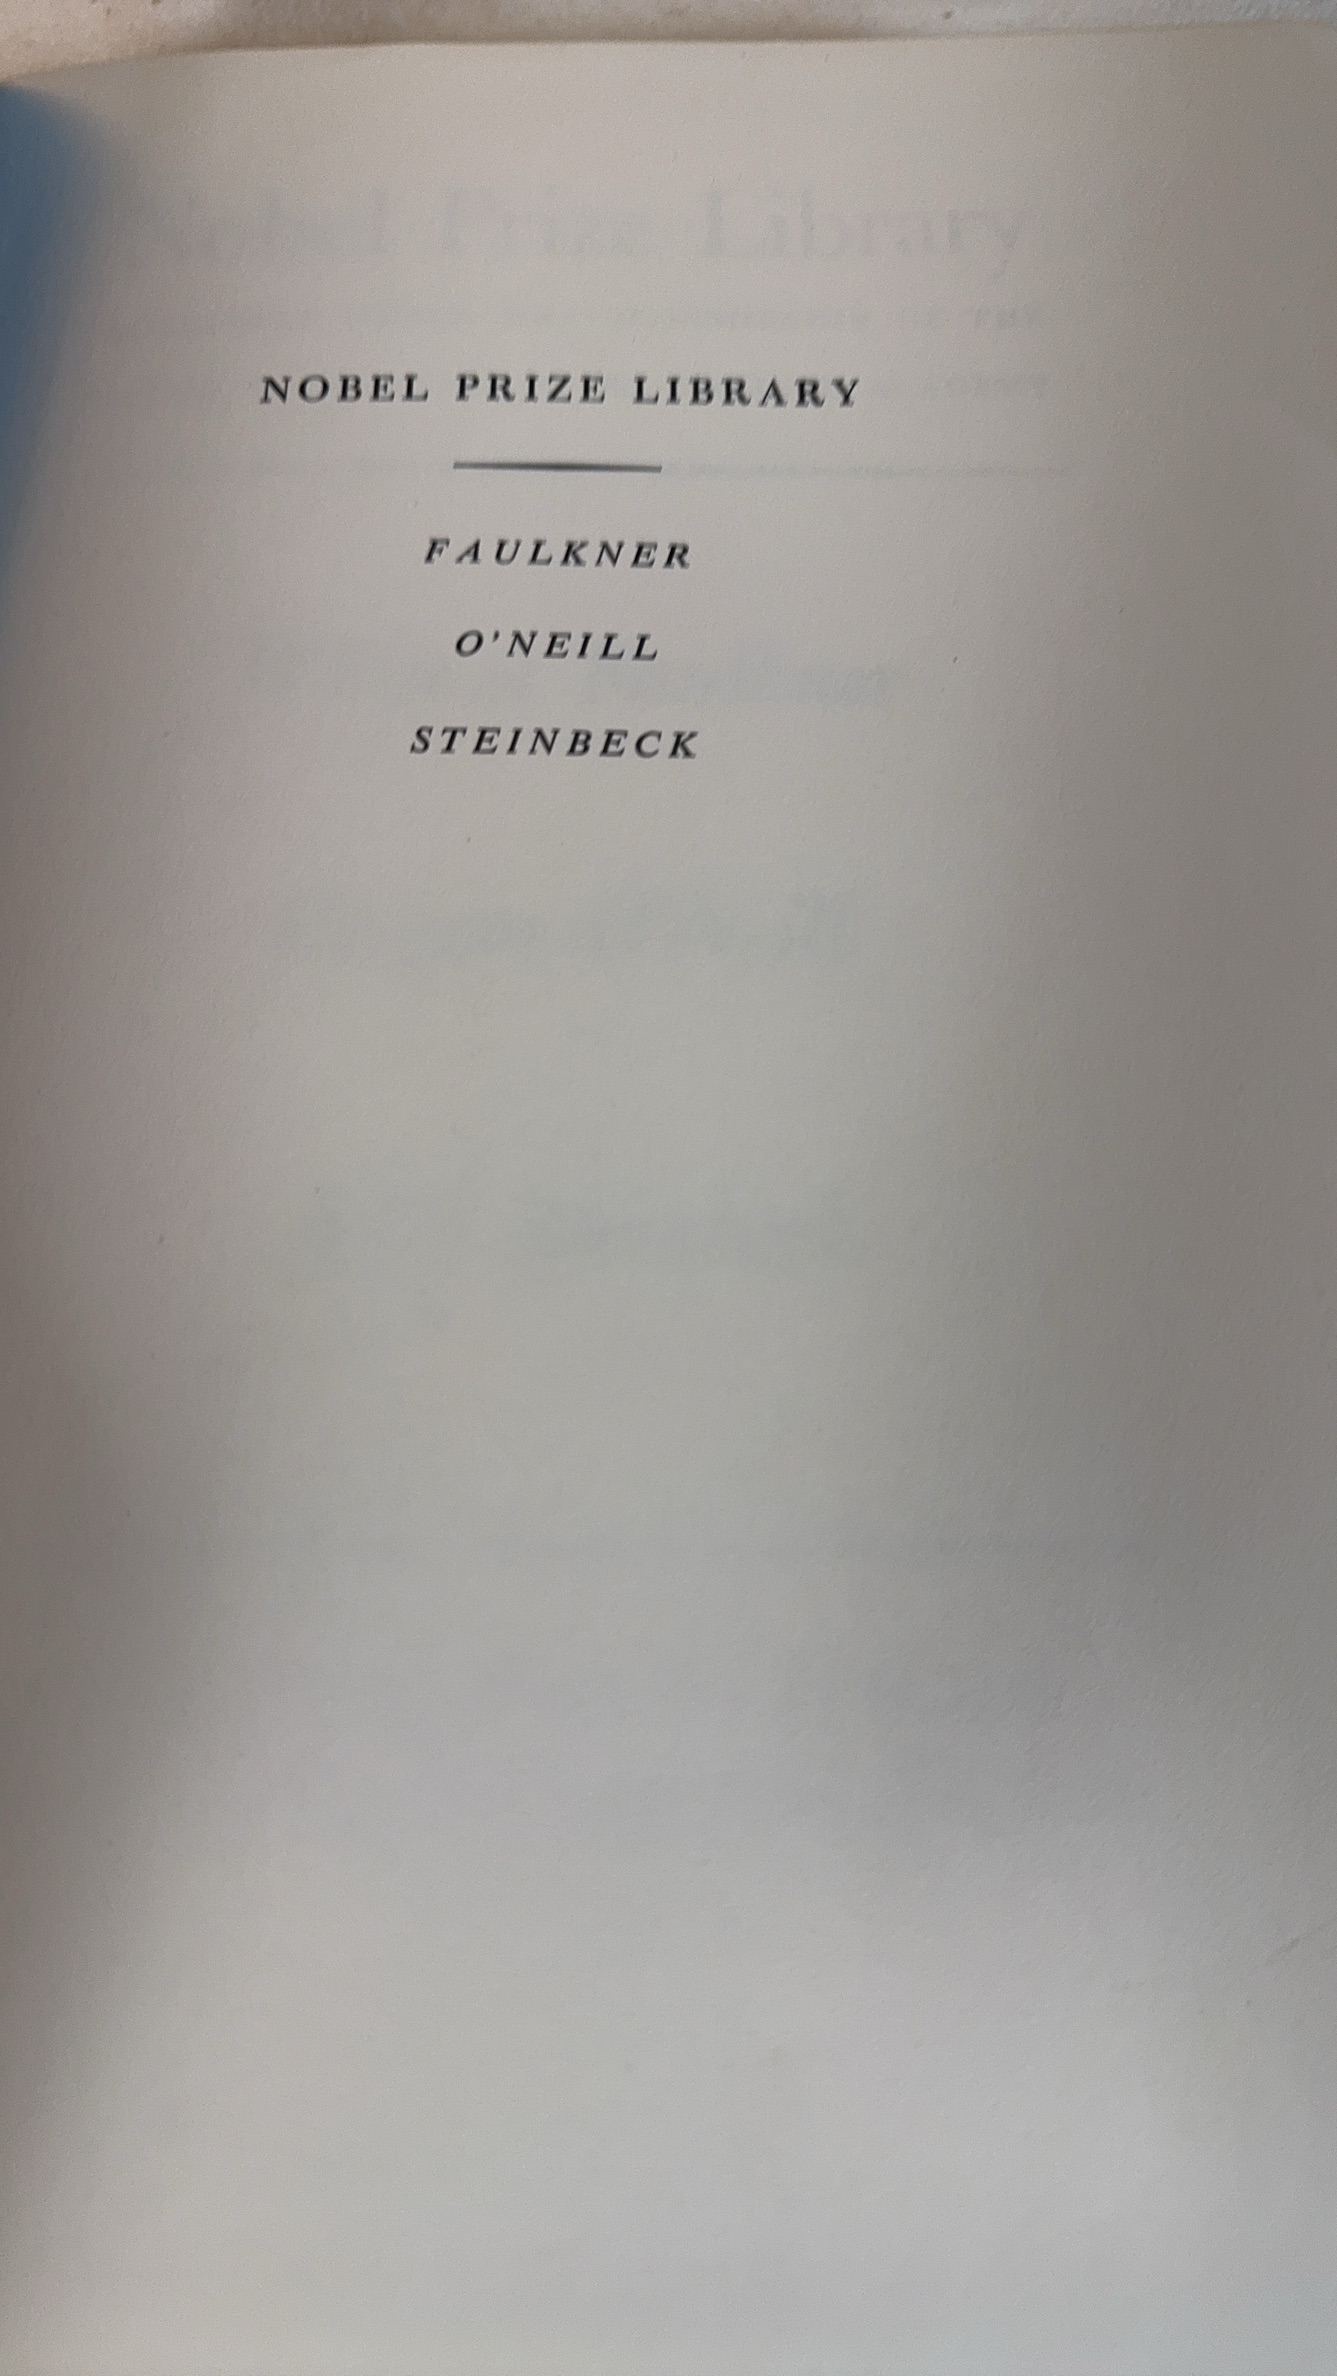 NOBEL PRIZE LIBRARY
FAULKNER
O'NEILL
STEINBECK